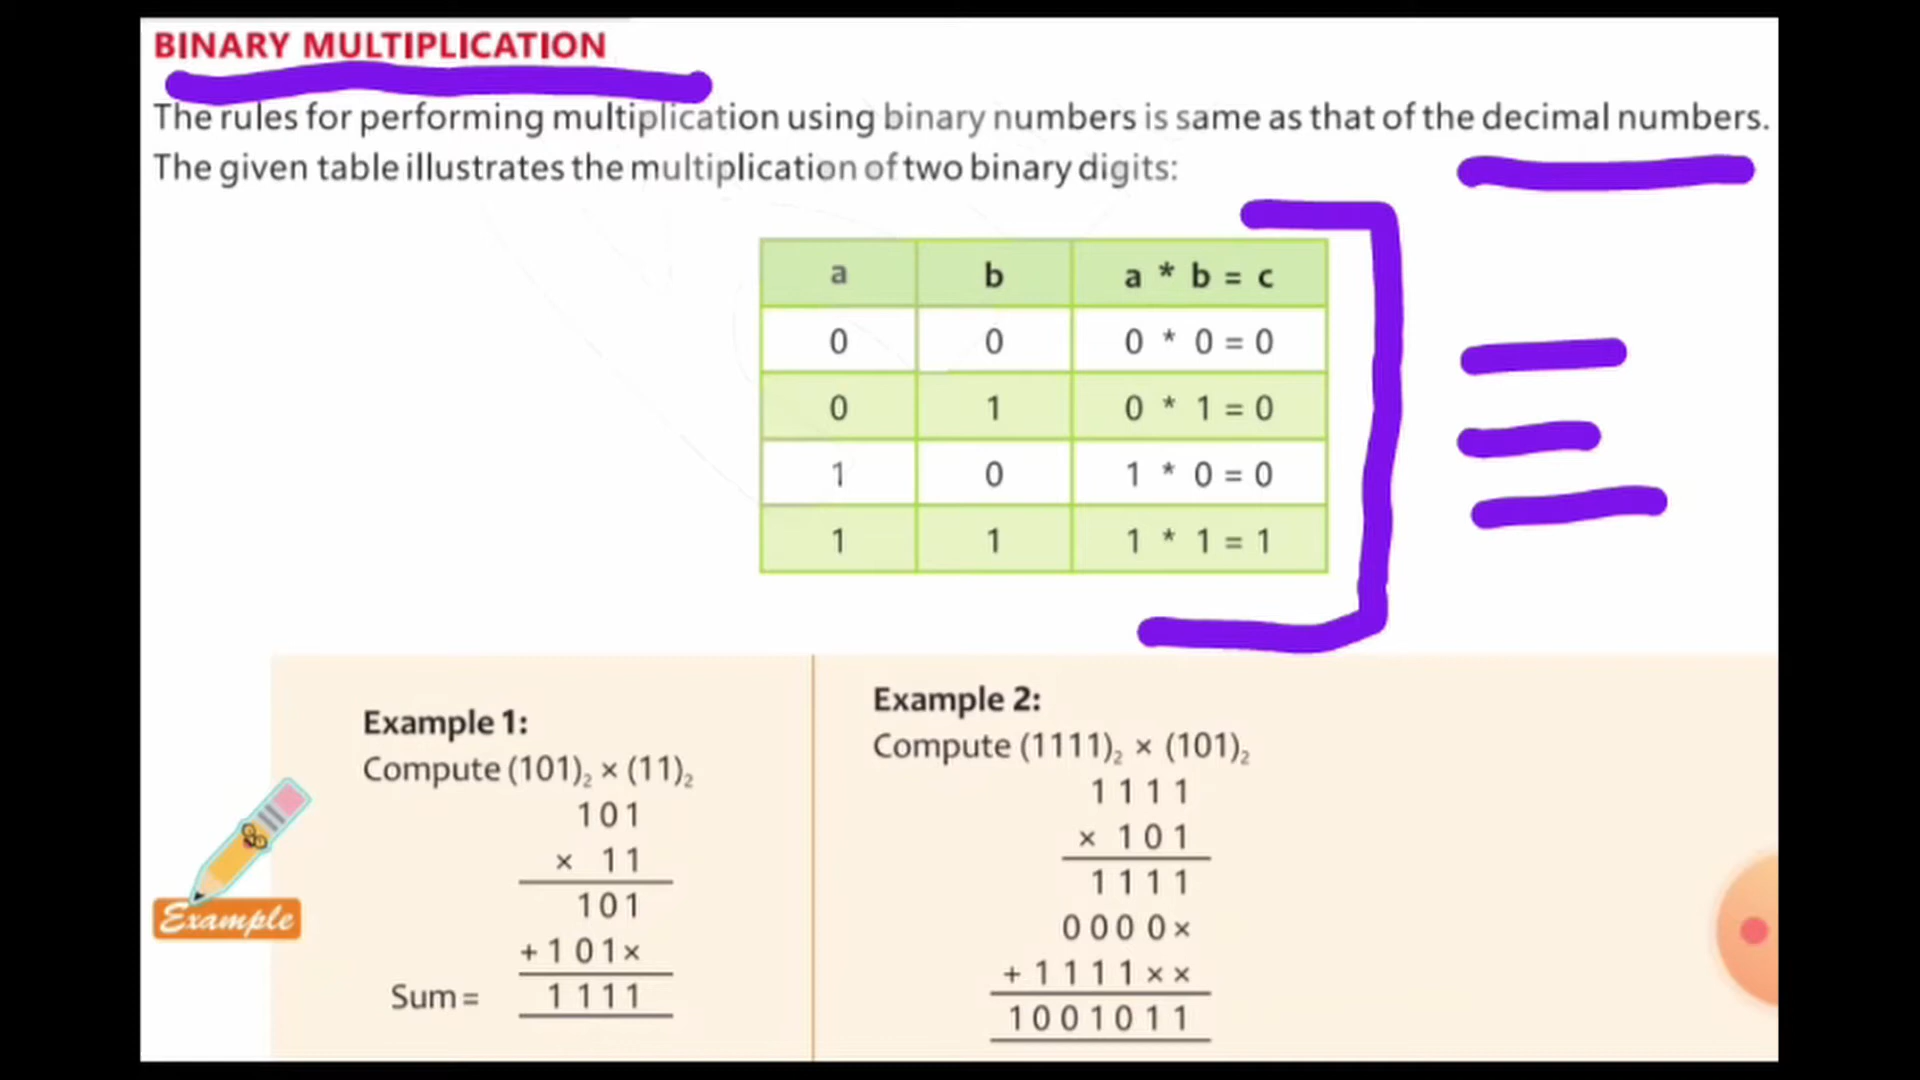 BINARY MULTIPLICATION
The rules for performing multiplication using binary numbers is same as that of the decimal numbers.
The given table illustrates the multiplication of two binary digits:
a b a * b = c
0 0 0 * 0 = 0
0 1 0 * 1 = 0
1 0 1 * 0 = 0
1 1 1 * 1 = 1
Example 1:
Compute (101)₂ × (11)₂
101
× 11
101
+101×
Sum = 1111
Example
Example 2:
Compute (1111)₂ × (101)₂
1111
× 101
1111
0000×
+1111××
1001011